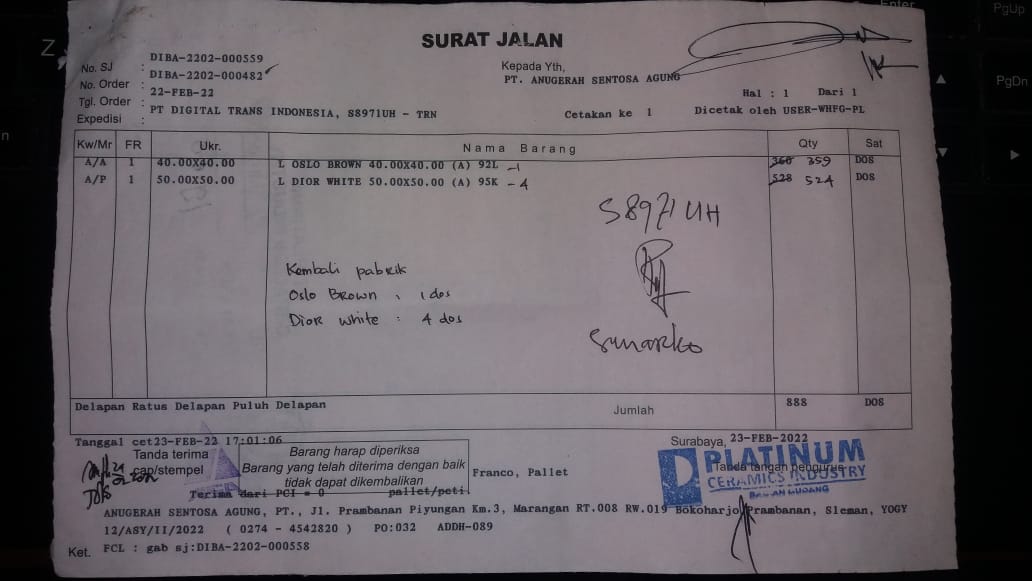 SURAT JALAN
No. SJ : DIBA-2202-000559
No. Order : DIBA-2202-000482
Tgl. Order : 22-FEB-22
Expedisi : PT DIGITAL TRANS INDONESIA, S8971UH - TRN
Kepada Yth,
PT. ANUGERAH SENTOSA AGUNG
Hal : 1 Dari 1
Cetakan ke 1 Dicetak oleh USER-WHFG-PL
Kw/Mr FR Ukr. Nama Barang Qty Sat
A/A 1 40.00X40.00 L OSLO BROWN 40.00X40.00 (A) 92L -1 360 359 DOS
A/P 1 50.00X50.00 L DIOR WHITE 50.00X50.00 (A) 95K -4 528 524 DOS
S8971UH
Kembali pabrik
Oslo Brown : 1 dos
Dior White : 4 dos
Sunarko
Delapan Ratus Delapan Puluh Delapan Jumlah 888 DOS
Tanggal cet23-FEB-22 17:01:06
Surabaya, 23-FEB-2022
Tanda terima
cap/stempel
Barang harap diperiksa
Barang yang telah diterima dengan baik
tidak dapat dikembalikan
Franco, Pallet
PLATINUM
Tanda tangan pengurus
CERAMICS INDUSTRY
BAGIAN GUDANG
Terima dari PCI = 0 pallet/peti.
ANUGERAH SENTOSA AGUNG, PT., Jl. Prambanan Piyungan Km.3, Marangan RT.008 RW.019 Bokoharjo Prambanan, Sleman, YOGY
12/ASY/II/2022 ( 0274 - 4542820 ) PO:032 ADDH-089
Ket. FCL : gab sj:DIBA-2202-000558
Z
Enter
PgUp
PgDn
n